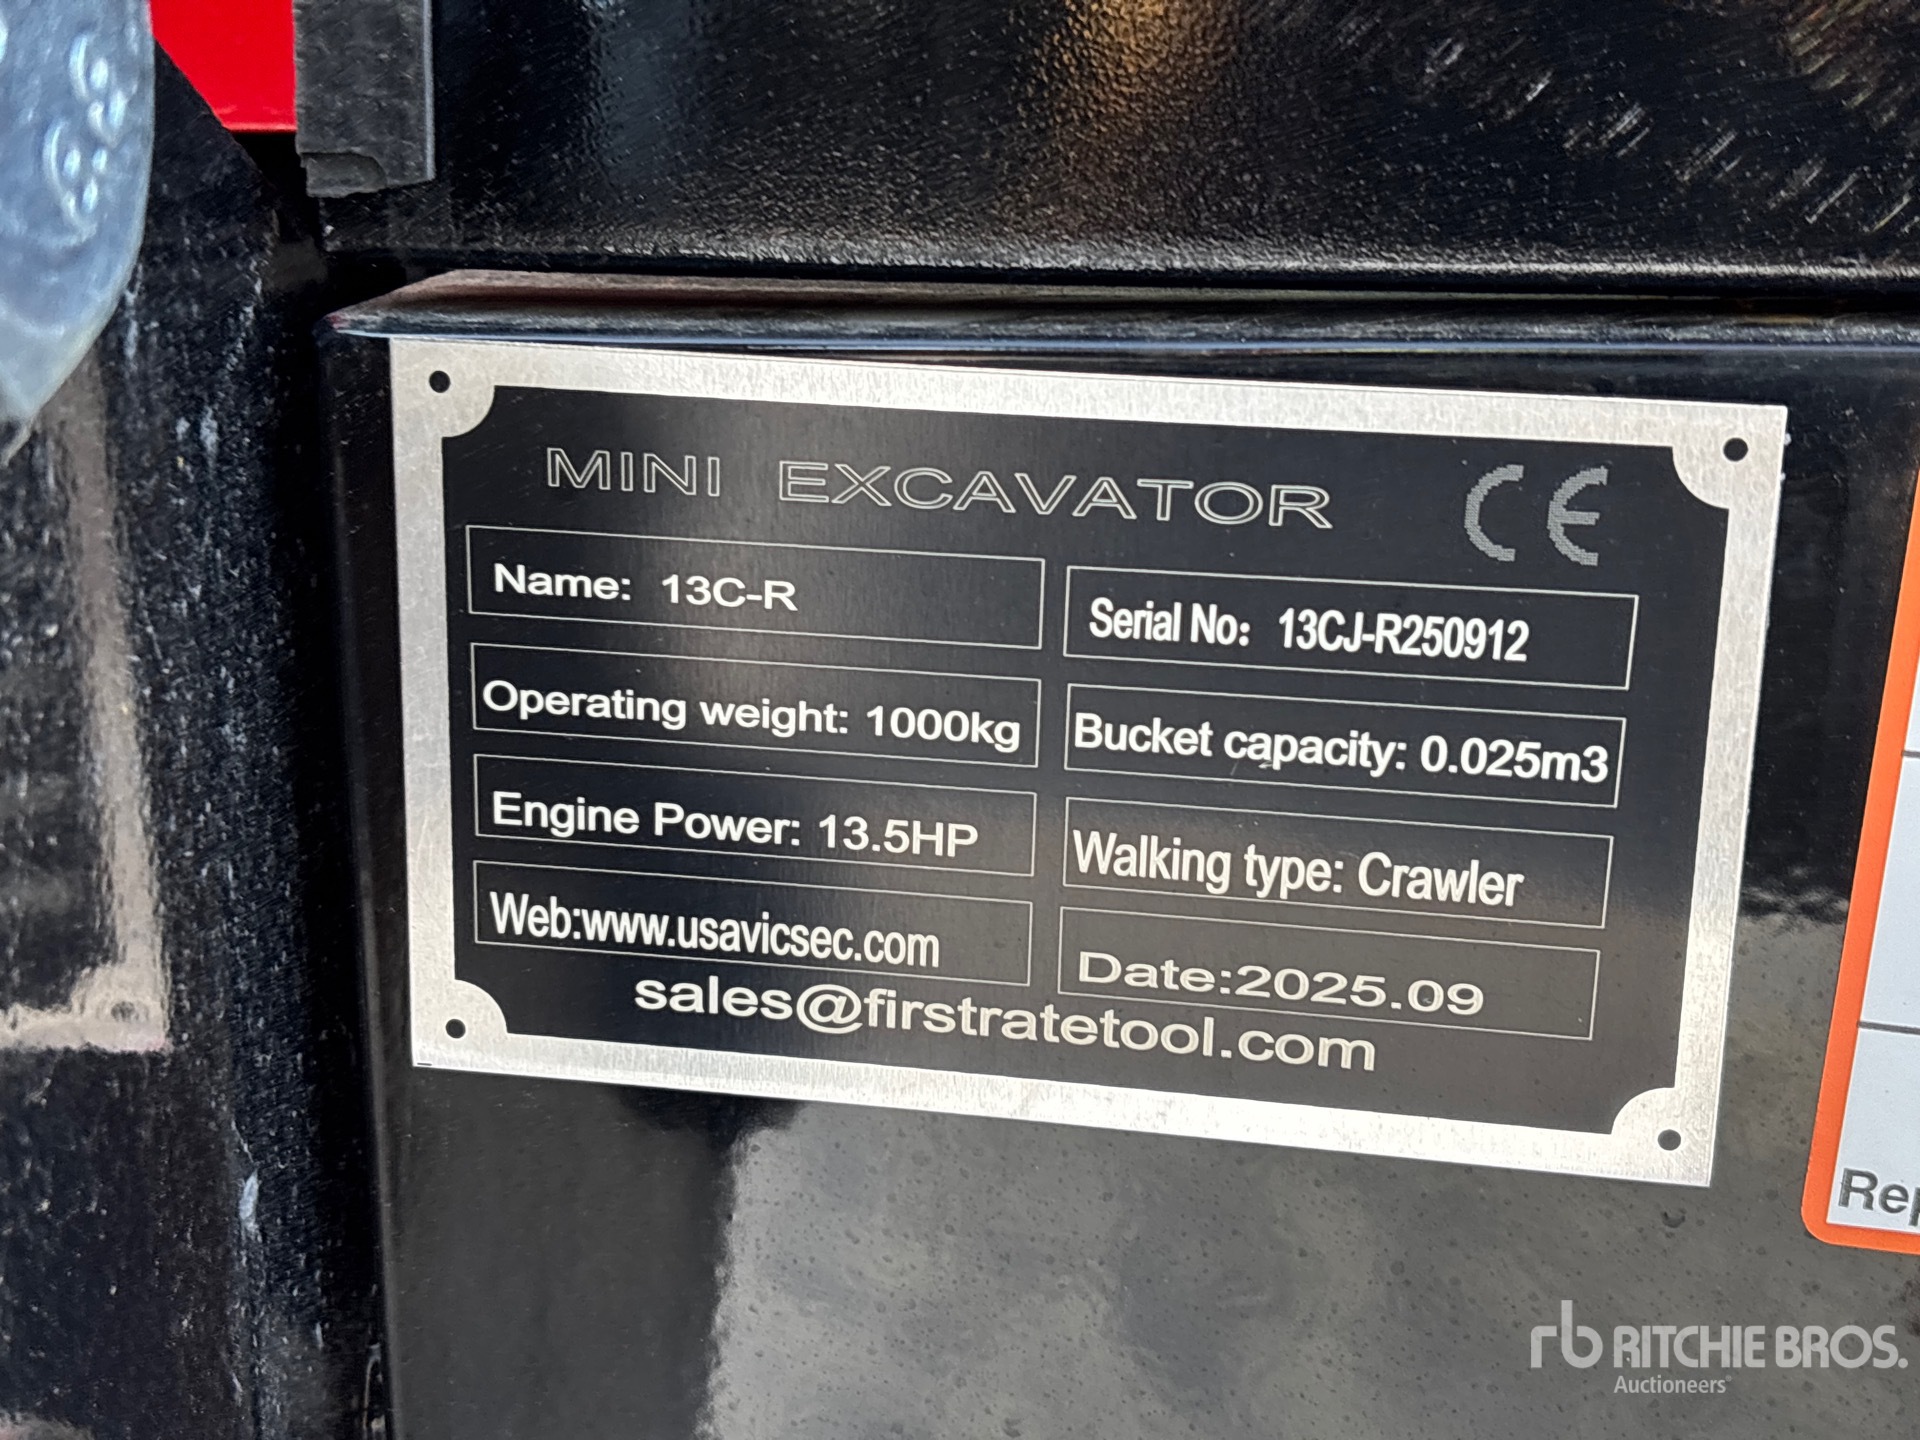 MINI EXCAVATOR CE
Name: 13C-R
Serial No: 13CJ-R250912
Operating weight: 1000kg
Bucket capacity: 0.025m3
Engine Power: 13.5HP
Walking type: Crawler
Web:www.usavicsec.com
Date:2025.09
sales@firstratetool.com
rb RITCHIE BROS.
Auctioneers